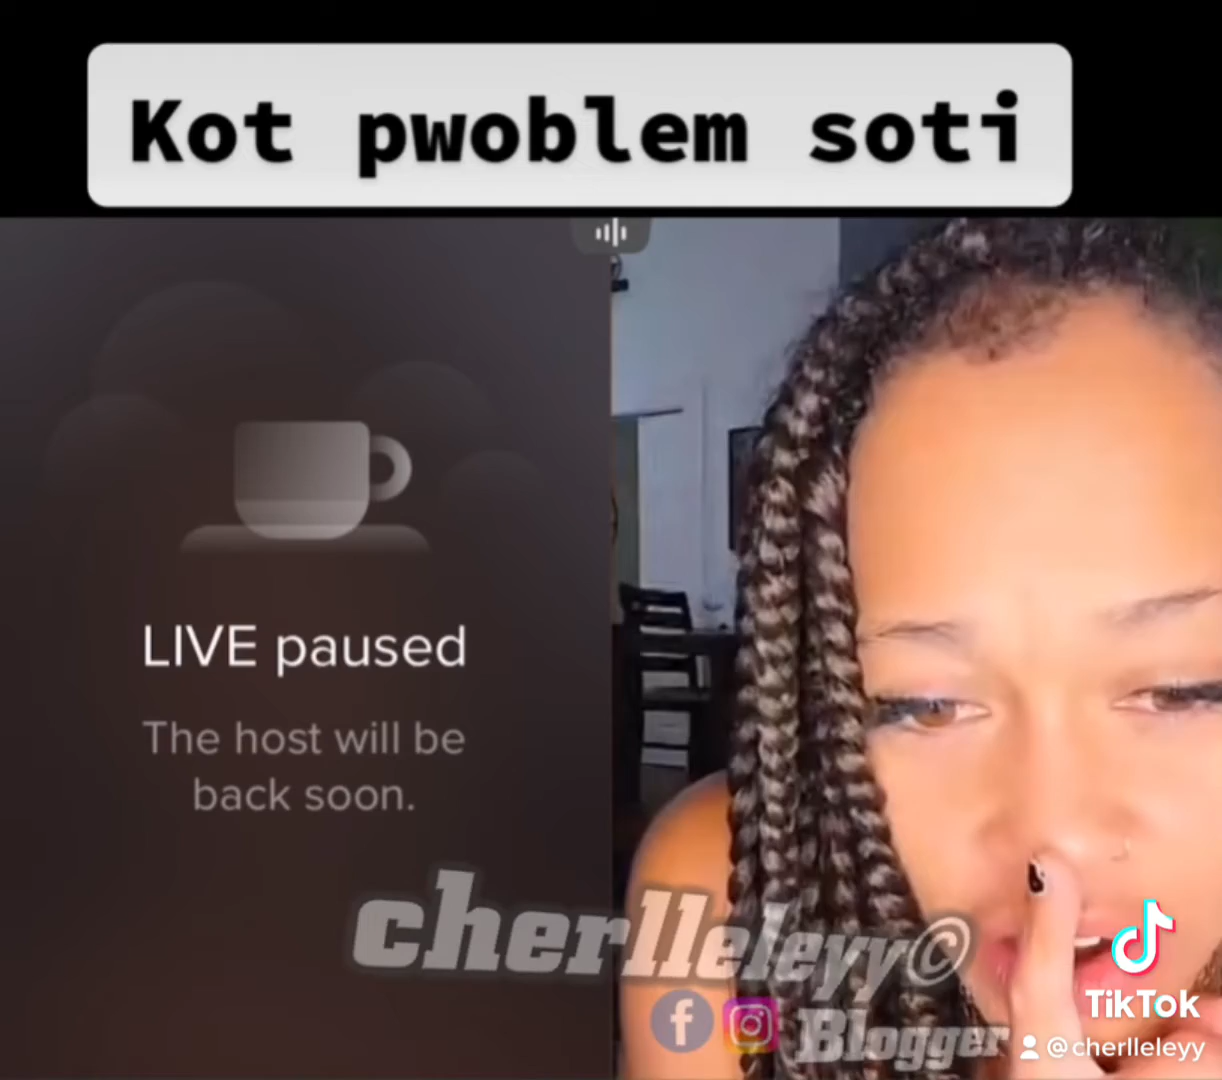 Kot pwoblem soti
LIVE paused
The host will be
back soon.
cherlleleyy©
Blogger
TikTok
@cherlleleyy